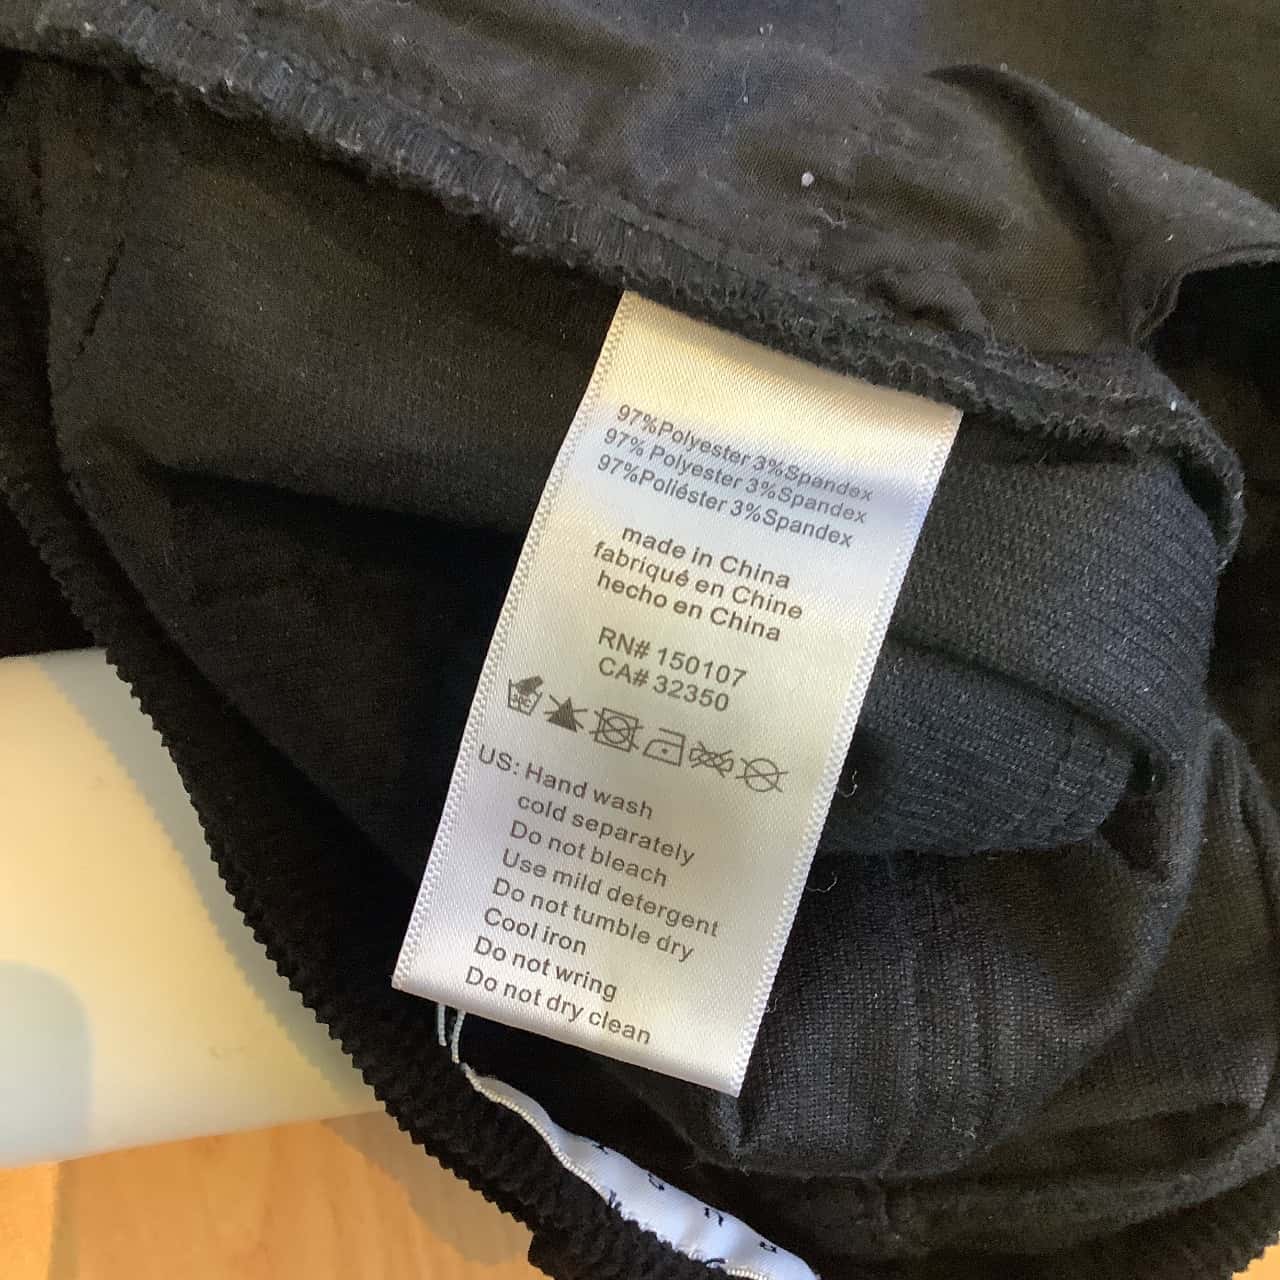 97%Polyester 3%Spandex
97% Polyester 3%Spandex
97%Poliéster 3%Spandex
made in China
fabriqué en Chine
hecho en China
RN# 150107
CA# 32350
US: Hand wash
cold separately
Do not bleach
Use mild detergent
Do not tumble dry
Cool iron
Do not wring
Do not dry clean